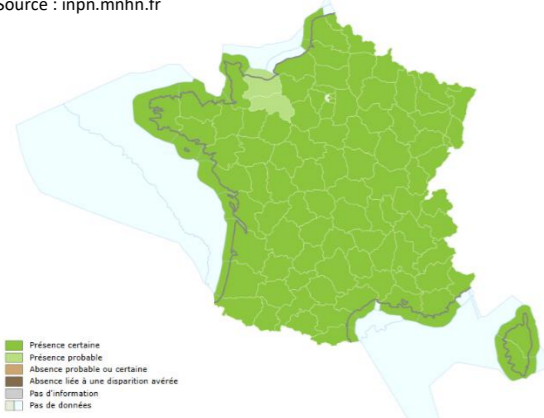 Source : inpn.mnhn.fr
Présence certaine
Présence probable
Absence probable ou certaine
Absence liée à une disparition avérée
Pas d'information
Pas de données